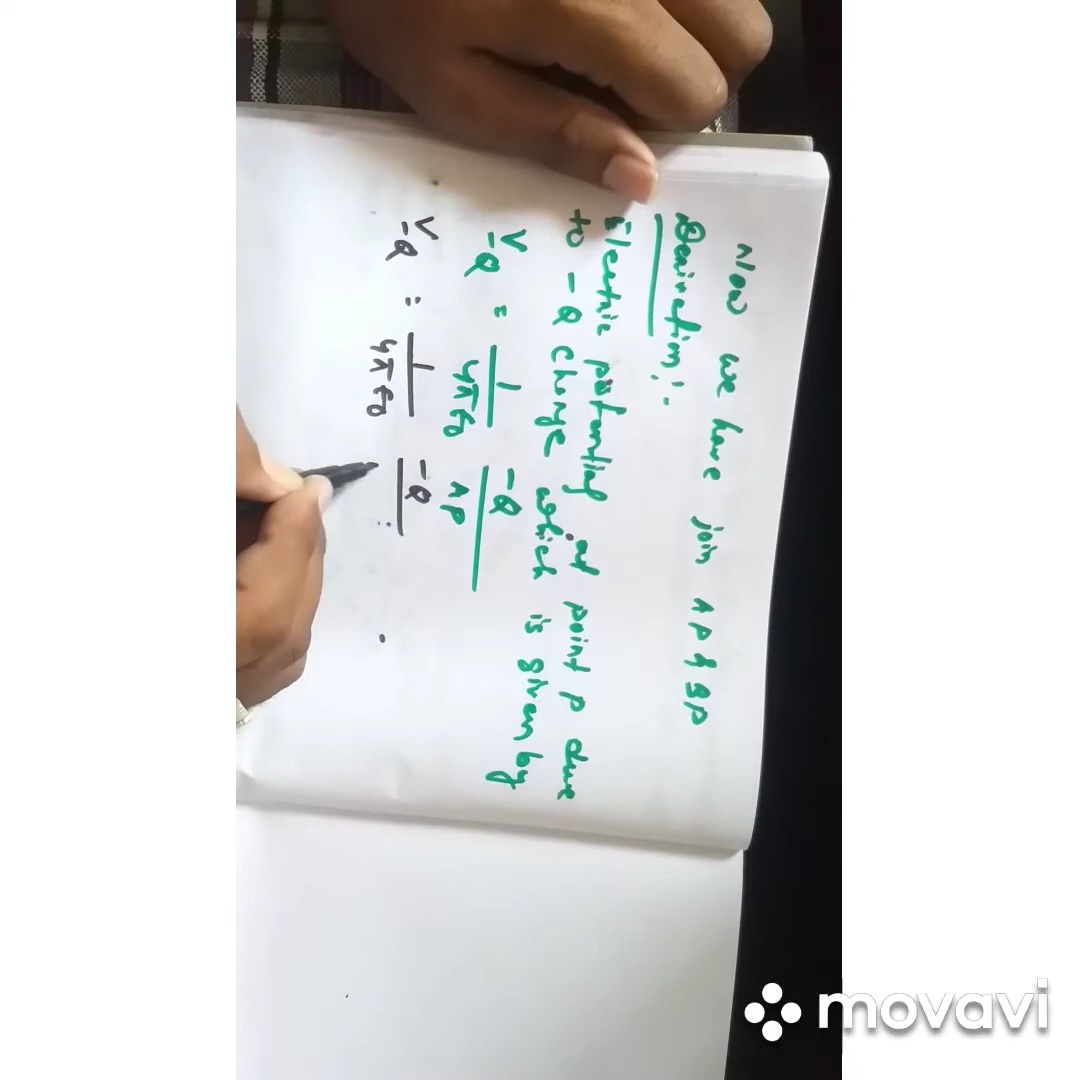 Now we have join AP & BP
Derivation:-
Electric potential at point P due
to -Q charge which is given by
V-Q = 1/4πε0 -Q/AP
V-Q = 1/4πε0 -Q/
movavi